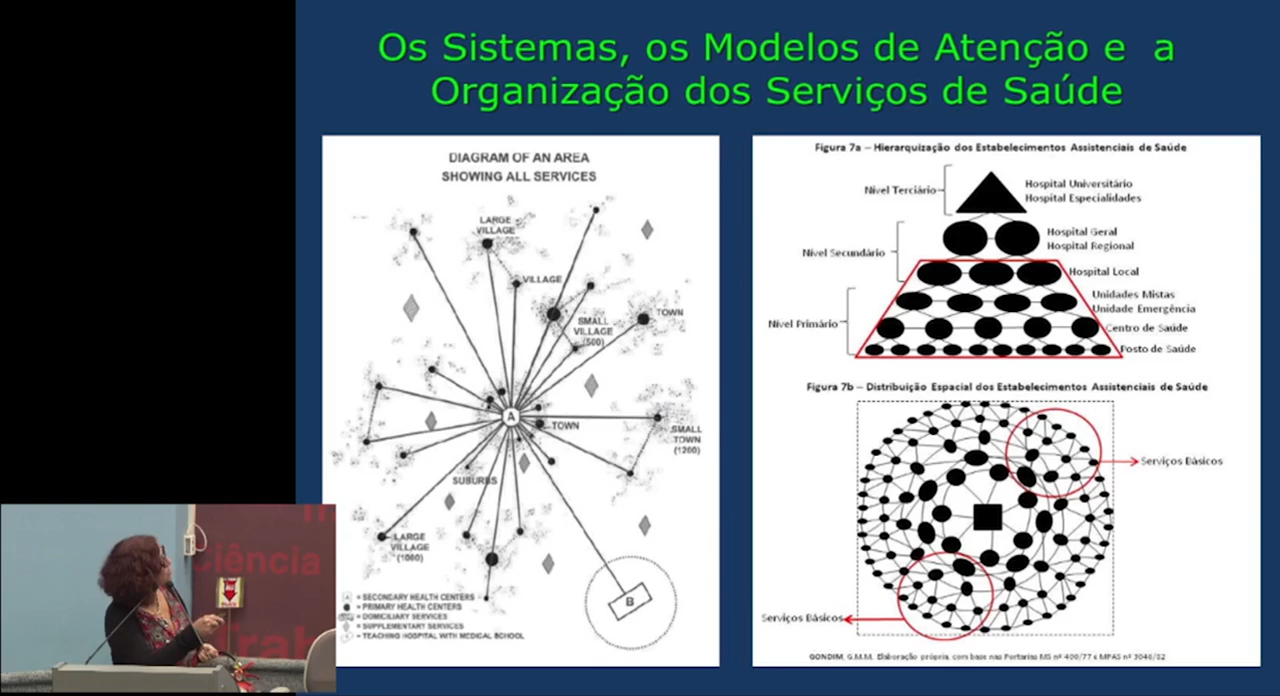 Os Sistemas, os Modelos de Atenção e a
Organização dos Serviços de Saúde
DIAGRAM OF AN AREA
SHOWING ALL SERVICES
LARGE
VILLAGE
VILLAGE
SMALL
VILLAGE
(500)
TOWN
A
TOWN
SMALL
TOWN
(1200)
SUBURBS
LARGE
VILLAGE
(1000)
B
A = SECONDARY HEALTH CENTERS
= PRIMARY HEALTH CENTERS
= DOMICILIARY SERVICES
= SUPPLEMENTARY SERVICES
= TEACHING HOSPITAL WITH MEDICAL SCHOOL
Figura 7a – Hierarquização dos Estabelecimentos Assistenciais de Saúde
Nível Terciário
Hospital Universitário
Hospital Especialidades
Nível Secundário
Hospital Geral
Hospital Regional
Hospital Local
Nível Primário
Unidades Mistas
Unidade Emergência
Centro de Saúde
Posto de Saúde
Figura 7b – Distribuição Espacial dos Estabelecimentos Assistenciais de Saúde
Serviços Básicos
Serviços Básicos
GONDIM, G.M.M. Elaboração própria, com base nas Portarias MS nº 400/77 e MPAS nº 3046/82
iência
Trab